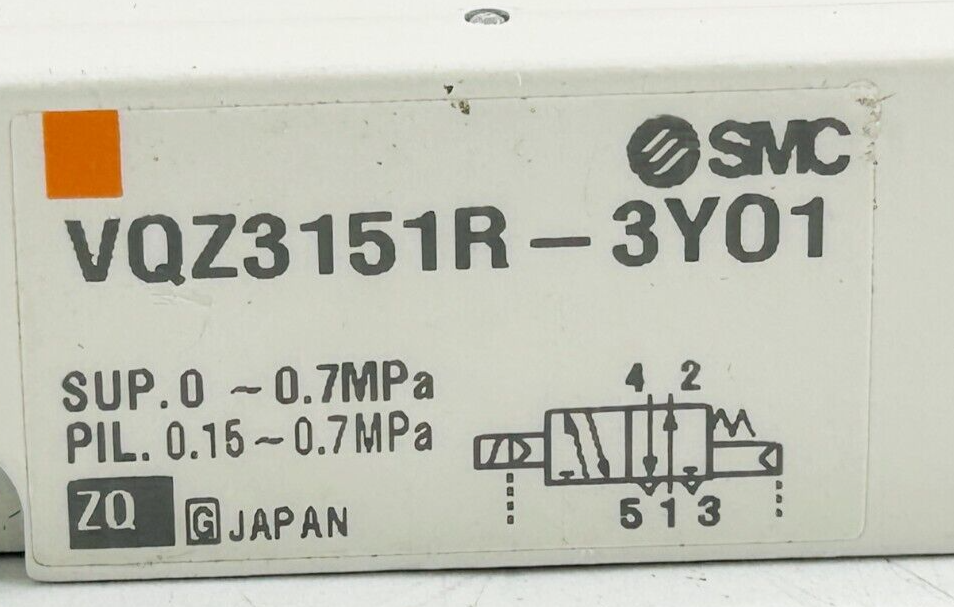 SMC
VQZ3151R-3Y01
SUP.0 ~0.7MPa
PIL. 0.15~0.7MPa
ZQ G JAPAN
4 2
5 1 3